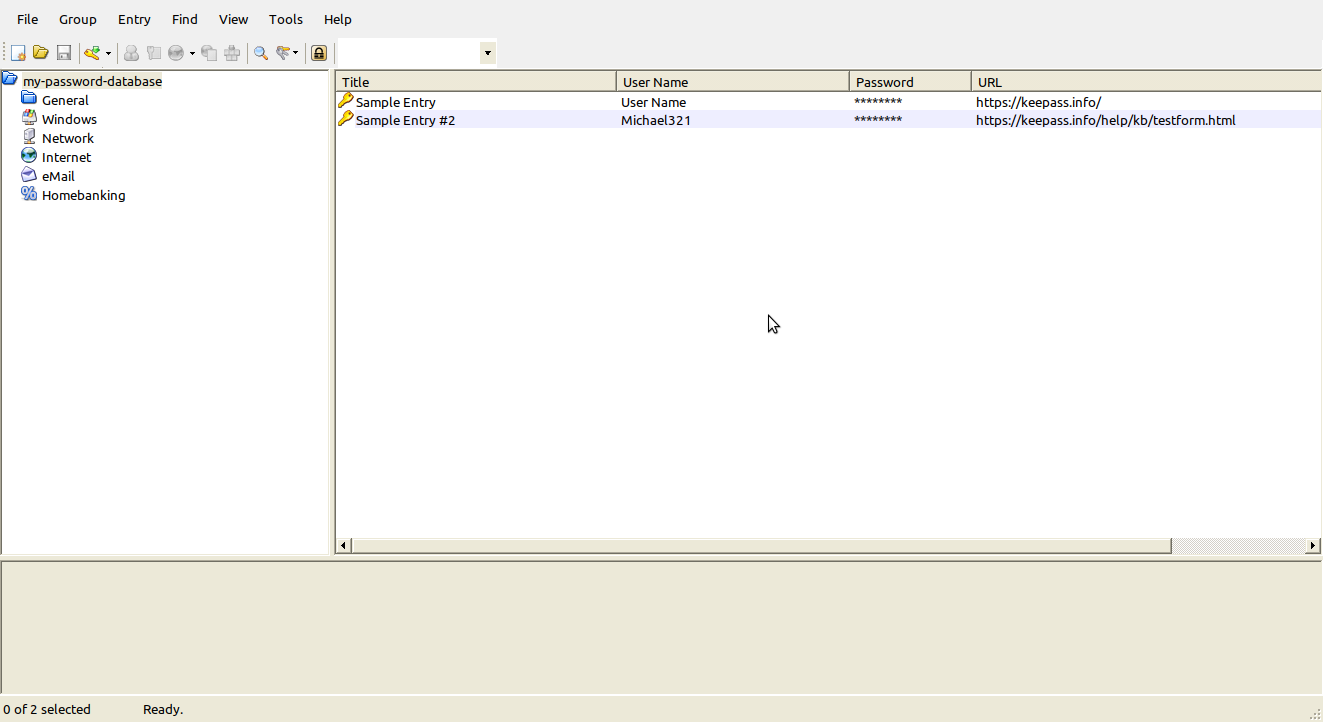 File Group Entry Find View Tools Help
my-password-database
General
Windows
Network
Internet
eMail
Homebanking
Title User Name Password URL
Sample Entry User Name ******** https://keepass.info/
Sample Entry #2 Michael321 ******** https://keepass.info/help/kb/testform.html
0 of 2 selected Ready.